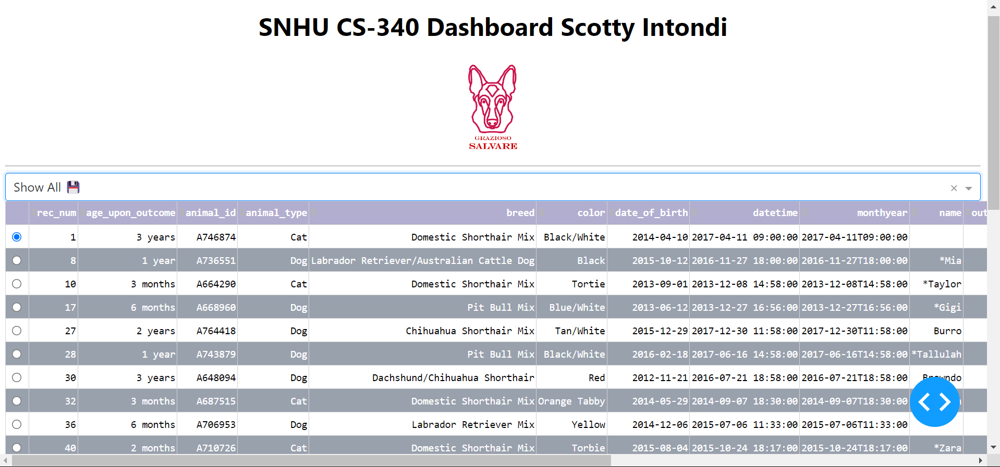 SNHU CS-340 Dashboard Scotty Intondi
GRAZIOSO
SALVARE
Show All
rec_num age_upon_outcome animal_id animal_type breed color date_of_birth datetime monthyear name out
1 3 years A746874 Cat Domestic Shorthair Mix Black/White 2014-04-10 2017-04-11 09:00:00 2017-04-11T09:00:00
8 1 year A736551 Dog Labrador Retriever/Australian Cattle Dog Black 2015-10-12 2016-11-27 18:00:00 2016-11-27T18:00:00 *Mia
10 3 months A664290 Cat Domestic Shorthair Mix Tortie 2013-09-01 2013-12-08 14:58:00 2013-12-08T14:58:00 *Taylor
17 6 months A668960 Dog Pit Bull Mix Blue/White 2013-06-12 2013-12-27 16:56:00 2013-12-27T16:56:00 *Gigi
27 2 years A764418 Dog Chihuahua Shorthair Mix Tan/White 2015-12-29 2017-12-30 11:58:00 2017-12-30T11:58:00 Burro
28 1 year A743879 Dog Pit Bull Mix Black/White 2016-02-18 2017-06-16 14:58:00 2017-06-16T14:58:00 *Tallulah
30 3 years A648094 Dog Dachshund/Chihuahua Shorthair Red 2012-11-21 2016-07-21 18:58:00 2016-07-21T18:58:00
32 3 months A687515 Cat Domestic Shorthair Mix Orange Tabby 2014-05-29 2014-09-07 18:30:00 2014-09-07T18:30:00
36 6 months A706953 Dog Labrador Retriever Mix Yellow 2014-12-06 2015-07-06 11:33:00 2015-07-06T11:33:00
40 2 months A710726 Cat Domestic Shorthair Mix Torbie 2015-08-04 2015-10-24 18:17:00 2015-10-24T18:17:00 *Zara